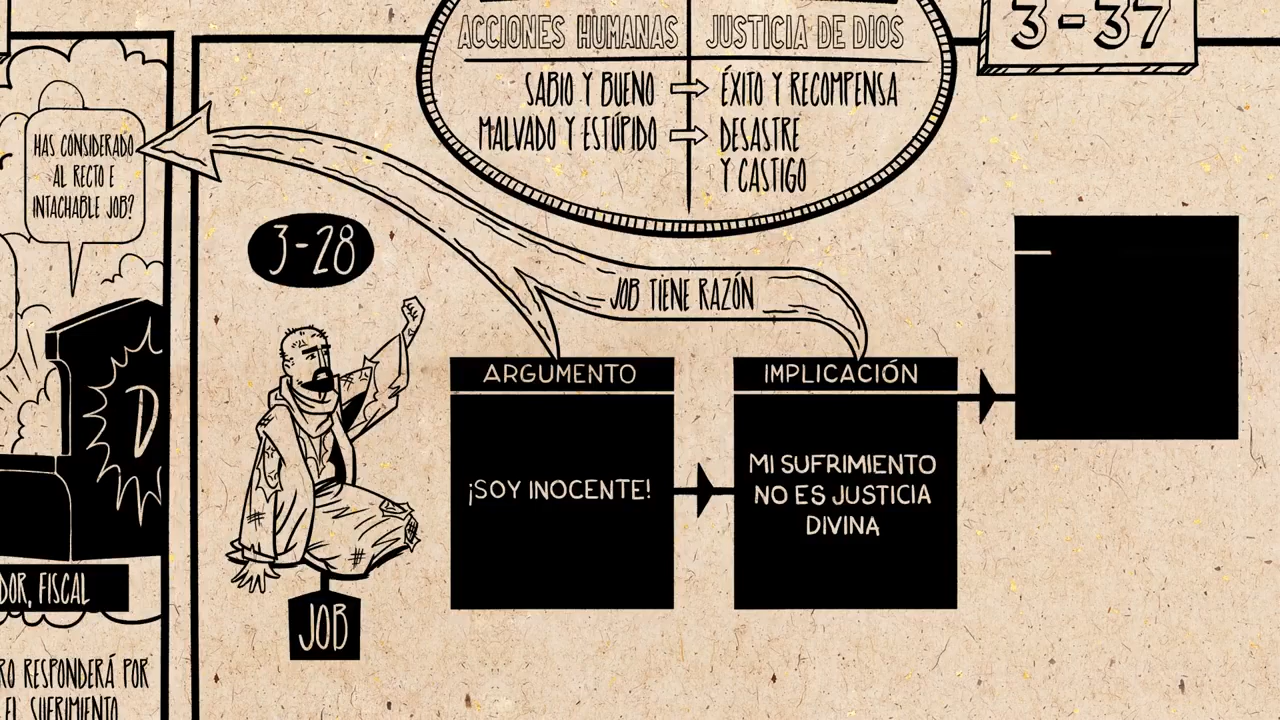 ACCIONES HUMANAS
JUSTICIA DE DIOS
SABIO Y BUENO
ÉXITO Y RECOMPENSA
MALVADO Y ESTÚPIDO
DESASTRE
Y CASTIGO
3-37
HAS CONSIDERADO
AL RECTO E
INTACHABLE JOB?
3-28
JOB TIENE RAZÓN
ARGUMENTO
¡SOY INOCENTE!
IMPLICACIÓN
MI SUFRIMIENTO
NO ES JUSTICIA
DIVINA
JOB
D
DOR, FISCAL
RO RESPONDERÁ POR
EL SUFRIMIENTO